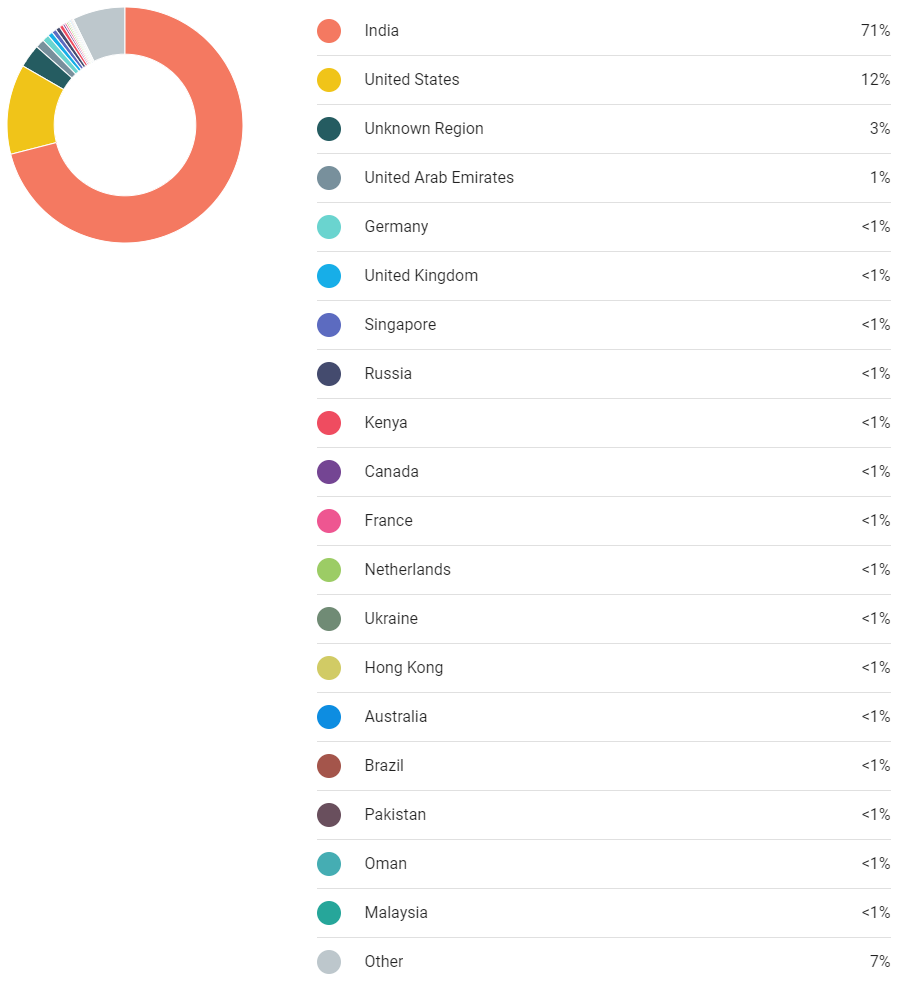 India 71%
United States 12%
Unknown Region 3%
United Arab Emirates 1%
Germany <1%
United Kingdom <1%
Singapore <1%
Russia <1%
Kenya <1%
Canada <1%
France <1%
Netherlands <1%
Ukraine <1%
Hong Kong <1%
Australia <1%
Brazil <1%
Pakistan <1%
Oman <1%
Malaysia <1%
Other 7%